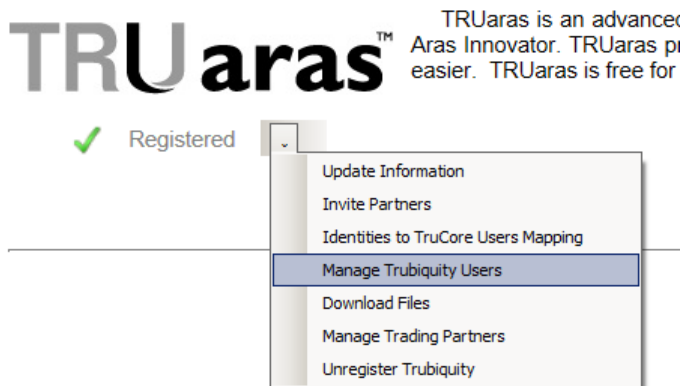 TRUaras™
TRUaras is an advanced
Aras Innovator. TRUaras
easier. TRUaras is free for
Registered
Update Information
Invite Partners
Identities to TruCore Users Mapping
Manage Trubiquity Users
Download Files
Manage Trading Partners
Unregister Trubiquity